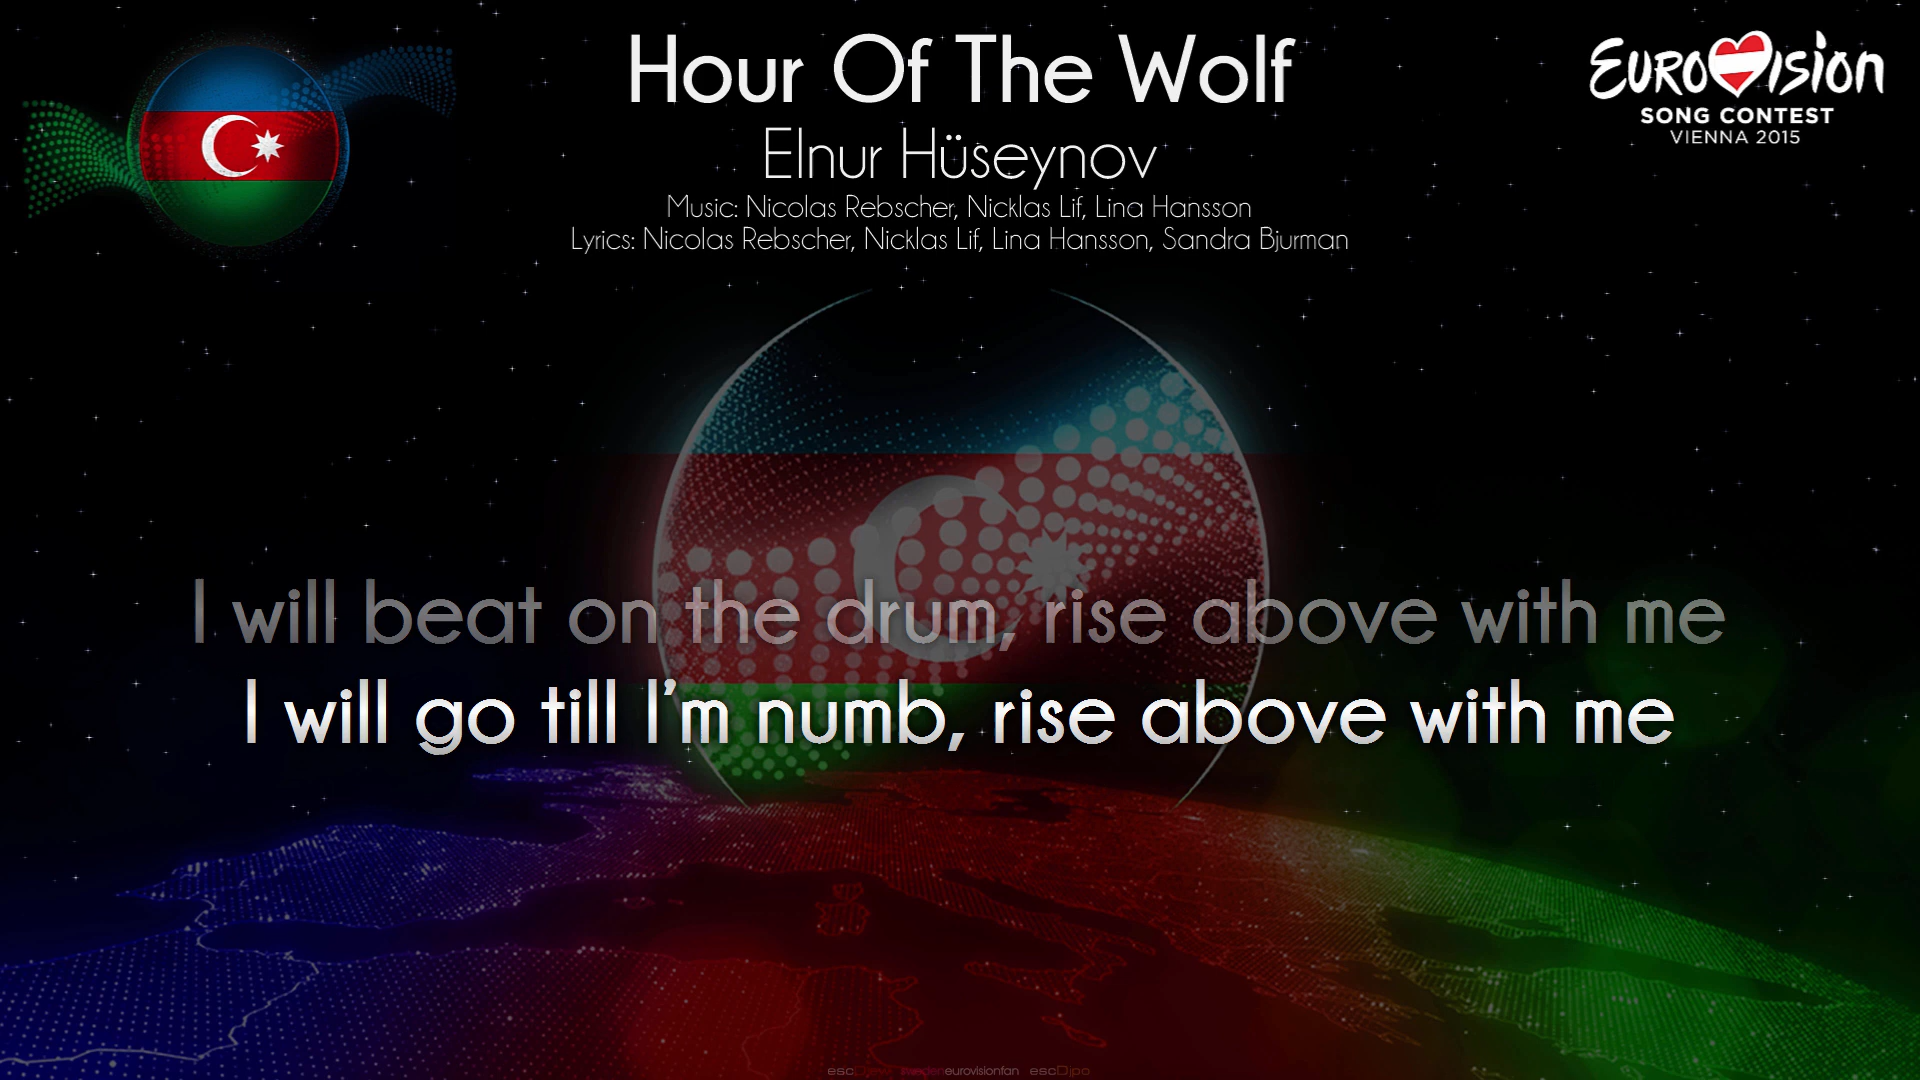 Hour Of The Wolf
Elnur Hüseynov
Music: Nicolas Rebscher, Nicklas Lif, Lina Hansson
Lyrics: Nicolas Rebscher, Nicklas Lif, Lina Hansson, Sandra Bjurman
EUROVISION
SONG CONTEST
VIENNA 2015
I will beat on the drum, rise above with me
I will go till I'm numb, rise above with me
swedeneurovisionfan escDipo